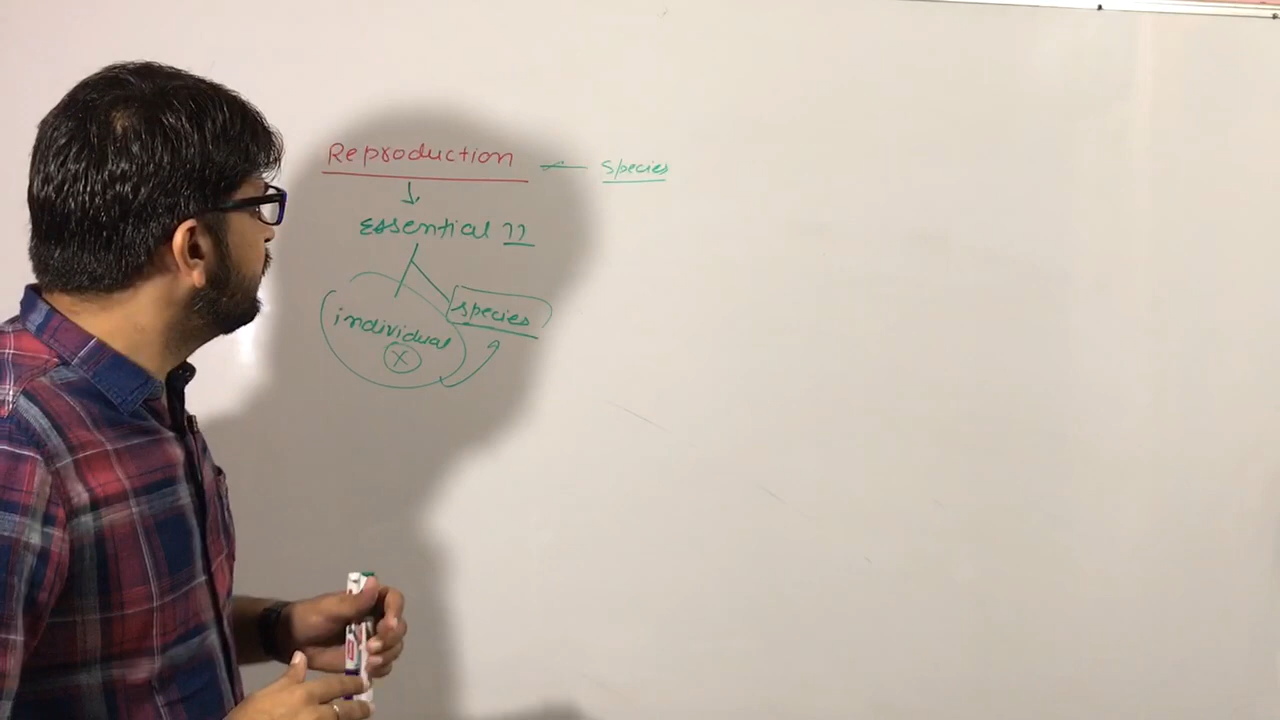 Reproduction ← species
↓
Essential ??
individual species
X